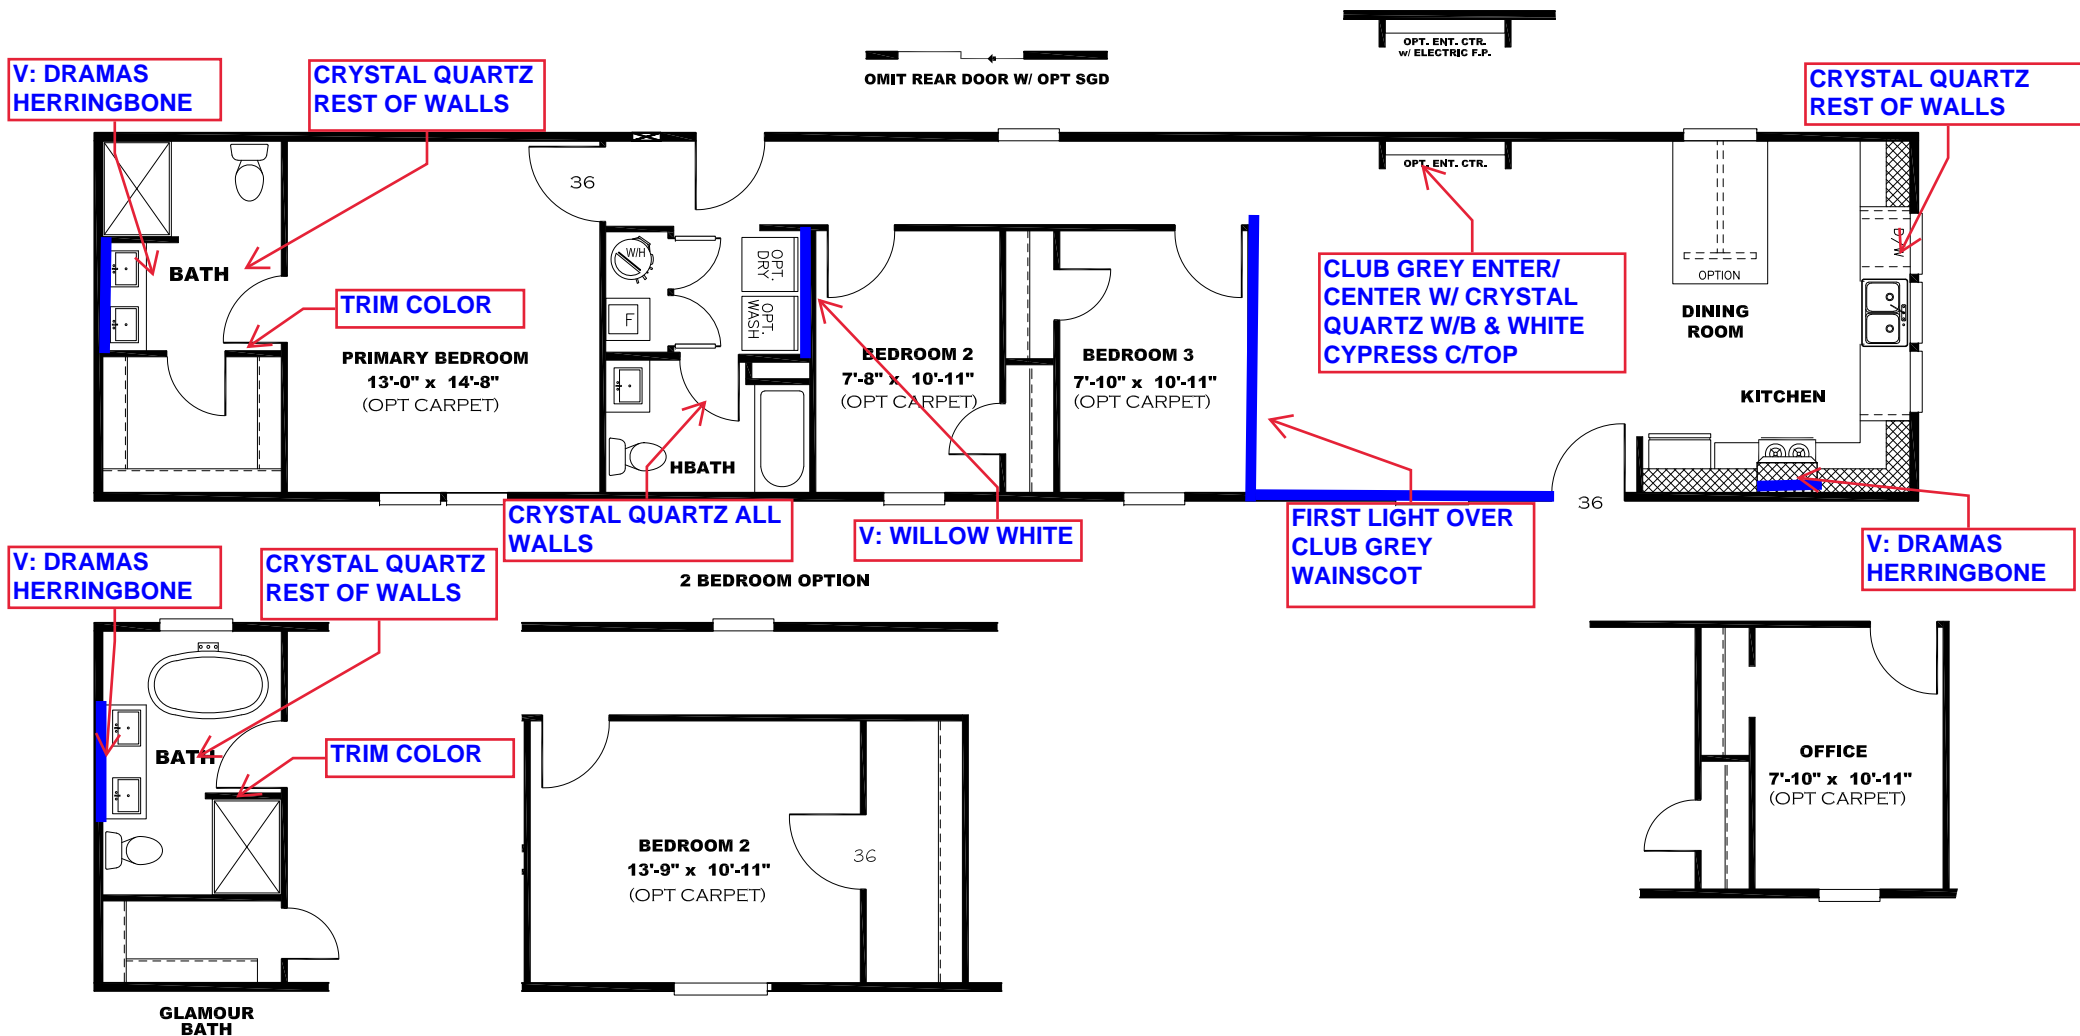 OPT. ENT. CTR.
w/ ELECTRIC F.P.
OMIT REAR DOOR W/ OPT SGD
V: DRAMAS
HERRINGBONE
CRYSTAL QUARTZ
REST OF WALLS
CRYSTAL QUARTZ
REST OF WALLS
OPT. ENT. CTR.
36
BATH
W/H
OPT.
DRY.
OPT.
WASH
F
OPTION
D/W
TRIM COLOR
CLUB GREY ENTER/
CENTER W/ CRYSTAL
QUARTZ W/B & WHITE
CYPRESS C/TOP
DINING
ROOM
PRIMARY BEDROOM
13'-0" x 14'-8"
(OPT CARPET)
BEDROOM 2
7'-8" x 10'-11"
(OPT CARPET)
BEDROOM 3
7'-10" x 10'-11"
(OPT CARPET)
KITCHEN
HBATH
36
CRYSTAL QUARTZ ALL
WALLS
V: WILLOW WHITE
FIRST LIGHT OVER
CLUB GREY
WAINSCOT
V: DRAMAS
HERRINGBONE
V: DRAMAS
HERRINGBONE
CRYSTAL QUARTZ
REST OF WALLS
2 BEDROOM OPTION
BATH
TRIM COLOR
OFFICE
7'-10" x 10'-11"
(OPT CARPET)
BEDROOM 2
13'-9" x 10'-11"
(OPT CARPET)
36
GLAMOUR
BATH